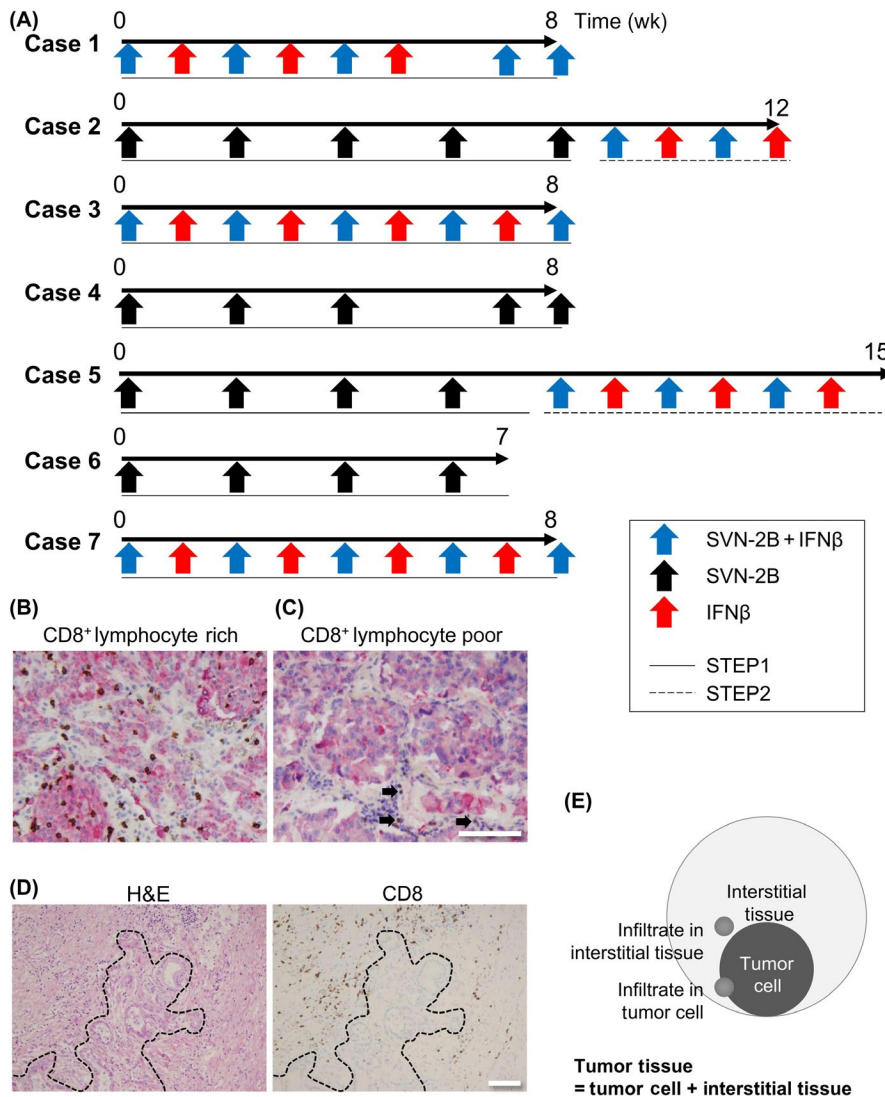 (A)
0
8
Time (wk)
Case 1
0
12
Case 2
0
8
Case 3
0
8
Case 4
0
15
Case 5
0
7
Case 6
0
8
Case 7
SVN-2B + IFNβ
SVN-2B
IFNβ
STEP1
STEP2
(B)
CD8⁺ lymphocyte rich
(C)
CD8⁺ lymphocyte poor
(D)
H&E
CD8
(E)
Interstitial
tissue
Infiltrate in
interstitial tissue
Tumor
cell
Infiltrate in
tumor cell
Tumor tissue
= tumor cell + interstitial tissue